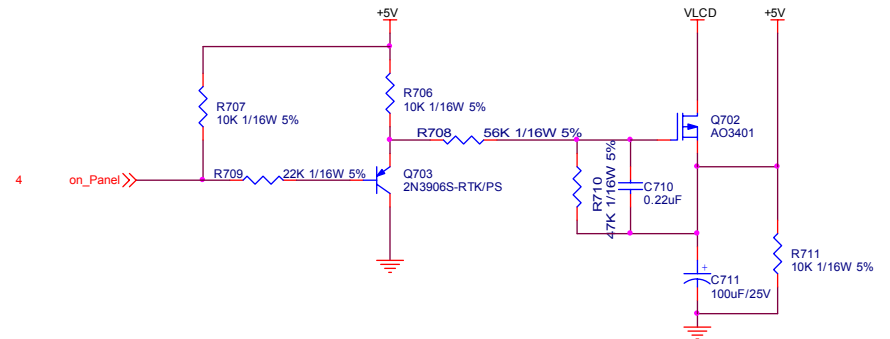 +5V
VLCD
+5V
R707
10K 1/16W 5%
R706
10K 1/16W 5%
R708
56K 1/16W 5%
Q702
AO3401
4
on_Panel
R709
22K 1/16W 5%
Q703
2N3906S-RTK/PS
R710
47K 1/16W 5%
C710
0.22uF
R711
10K 1/16W 5%
+
C711
100uF/25V